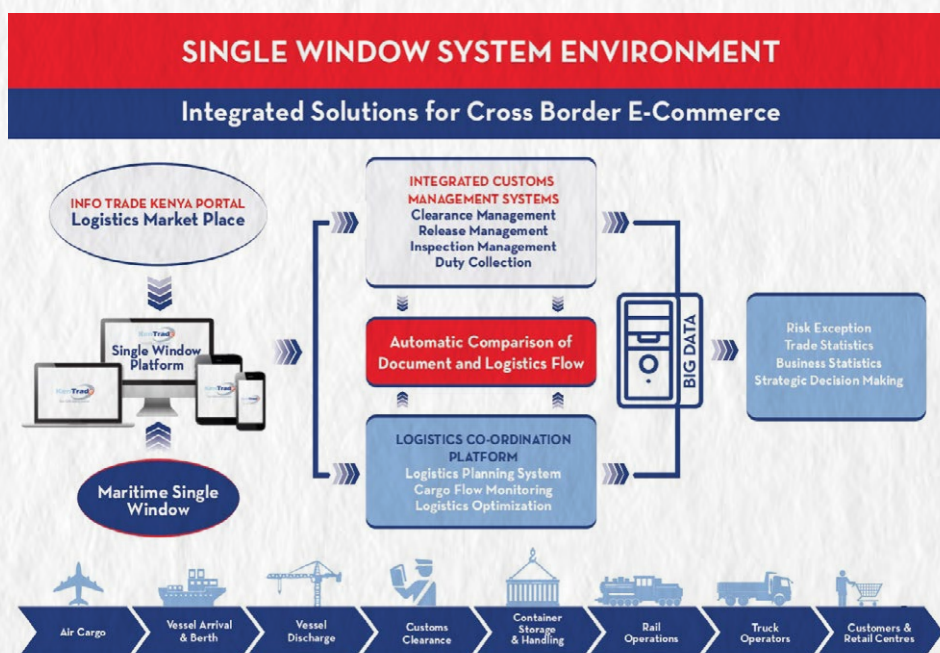 SINGLE WINDOW SYSTEM ENVIRONMENT
Integrated Solutions for Cross Border E-Commerce
INFO TRADE KENYA PORTAL
Logistics Market Place
KenTrad
Single Window
Platform
KenTrad
KenTrad
KenTrad
Maritime Single
Window
INTEGRATED CUSTOMS
MANAGEMENT SYSTEMS
Clearance Management
Release Management
Inspection Management
Duty Collection
Automatic Comparison of
Document and Logistics Flow
LOGISTICS CO-ORDINATION
PLATFORM
Logistics Planning System
Cargo Flow Monitoring
Logistics Optimization
BIG DATA
Risk Exception
Trade Statistics
Business Statistics
Strategic Decision Making
Air Cargo
Vessel Arrival
& Berth
Vessel
Discharge
Customs
Clearance
Container
Storage
& Handling
Rail
Operations
Truck
Operators
Customers &
Retail Centres